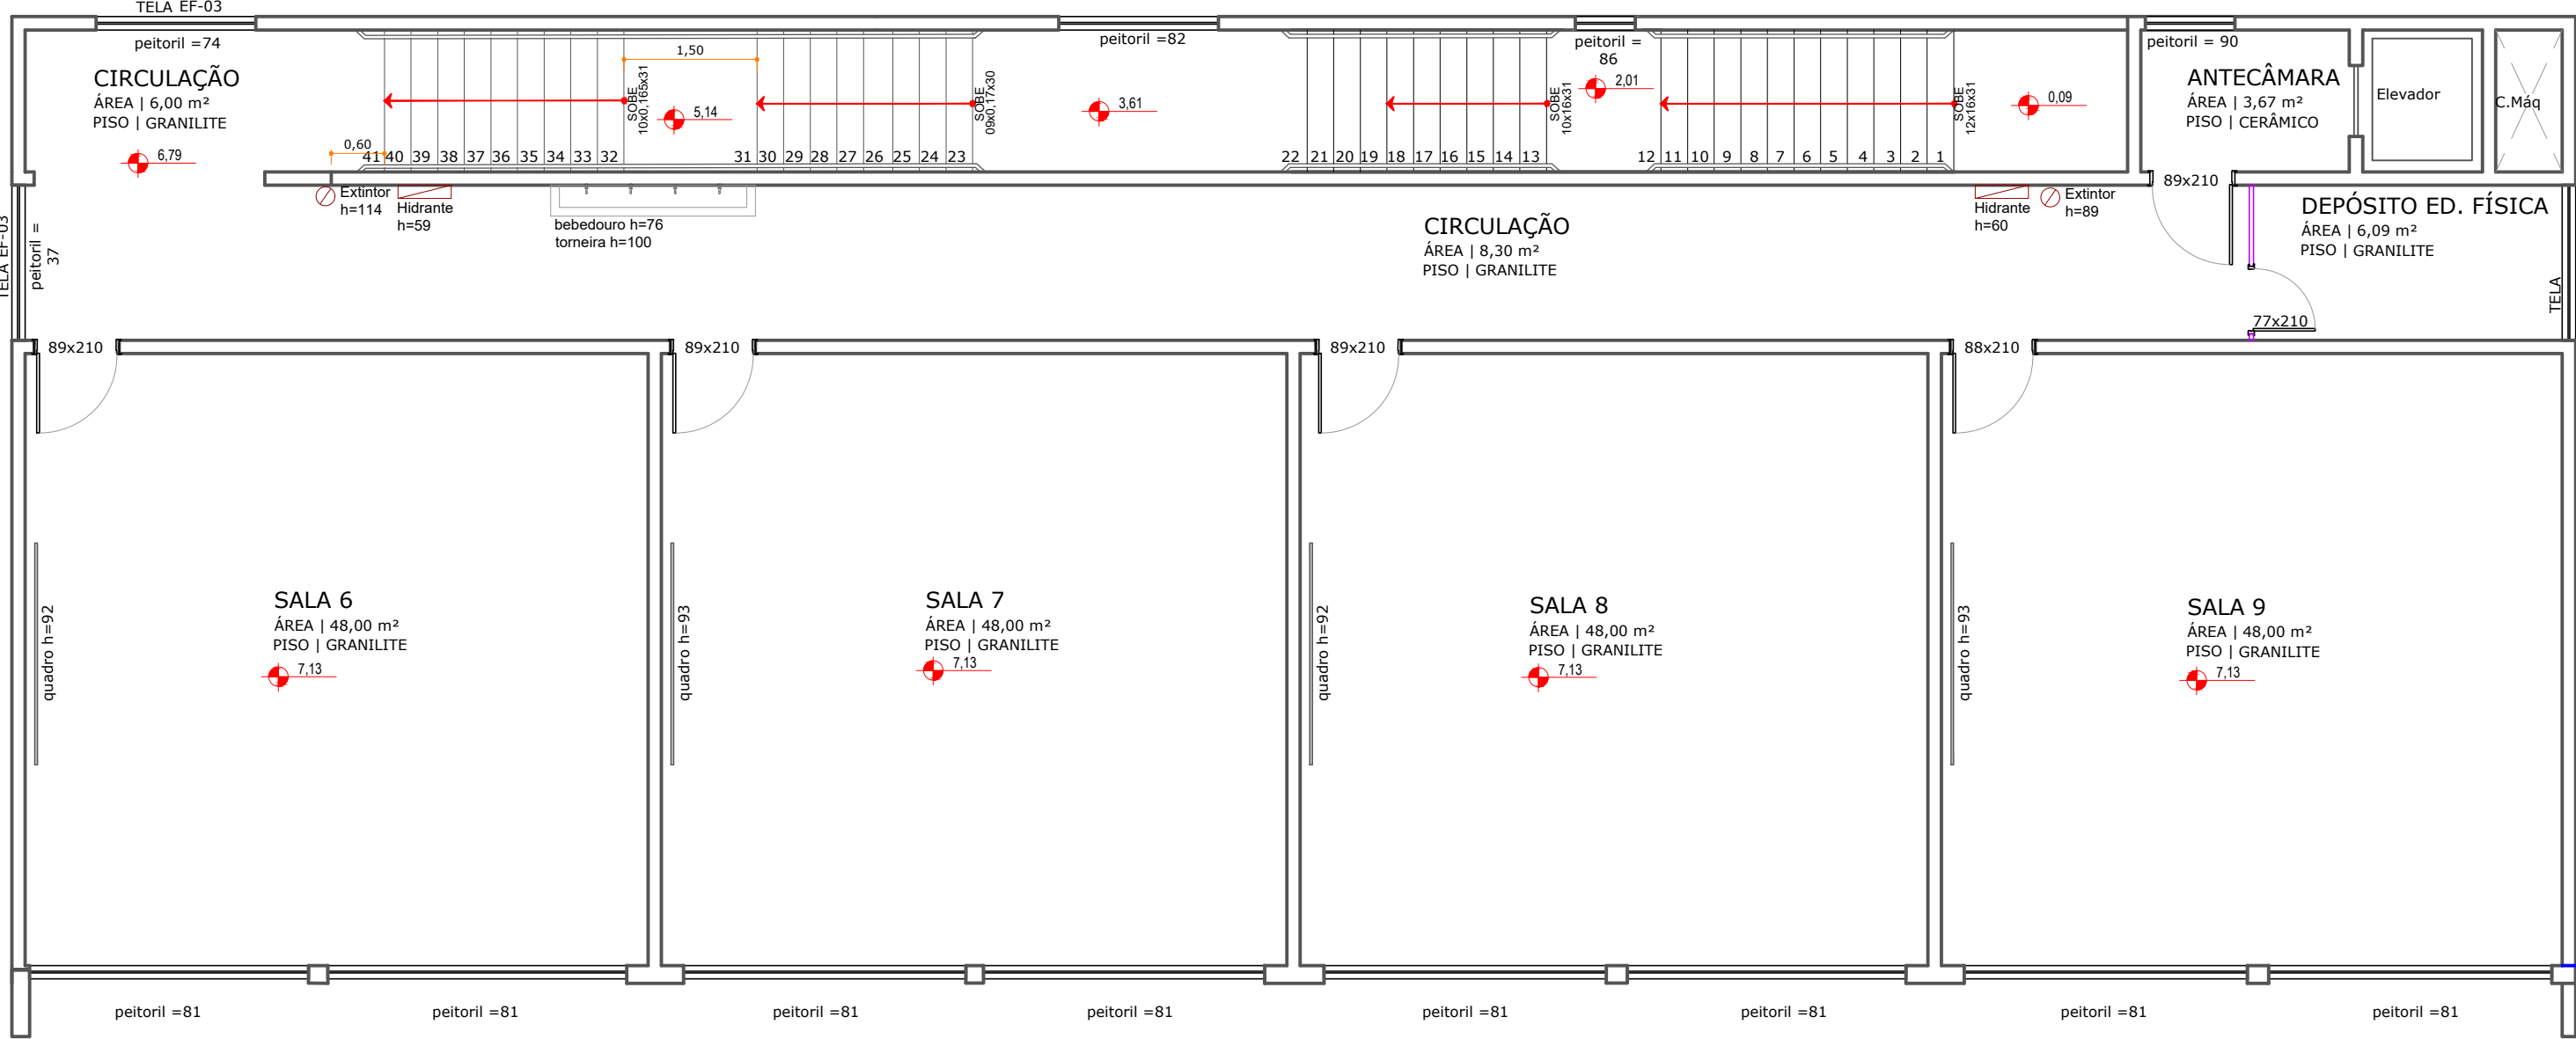 TELA EF-03
peitoril =74
CIRCULAÇÃO
ÁREA | 6,00 m²
PISO | GRANILITE
6,79
0,60
41 40 39 38 37 36 35 34 33 32
SOBE
10x0,165x31
1,50
5,14
31 30 29 28 27 26 25 24 23
SOBE
09x0,17x30
peitoril =82
3,61
22 21 20 19 18 17 16 15 14 13
SOBE
10x16x31
peitoril =
86
2,01
12 11 10 9 8 7 6 5 4 3 2 1
SOBE
12x16x31
0,09
peitoril = 90
ANTECÂMARA
ÁREA | 3,67 m²
PISO | CERÂMICO
Elevador
C.Máq
TELA EF-03
peitoril =
37
Extintor
h=114
Hidrante
h=59
bebedouro h=76
torneira h=100
CIRCULAÇÃO
ÁREA | 8,30 m²
PISO | GRANILITE
Hidrante
h=60
Extintor
h=89
89x210
DEPÓSITO ED. FÍSICA
ÁREA | 6,09 m²
PISO | GRANILITE
TELA
77x210
89x210
89x210
89x210
88x210
quadro h=92
SALA 6
ÁREA | 48,00 m²
PISO | GRANILITE
7,13
quadro h=93
SALA 7
ÁREA | 48,00 m²
PISO | GRANILITE
7,13
quadro h=92
SALA 8
ÁREA | 48,00 m²
PISO | GRANILITE
7,13
quadro h=93
SALA 9
ÁREA | 48,00 m²
PISO | GRANILITE
7,13
peitoril =81
peitoril =81
peitoril =81
peitoril =81
peitoril =81
peitoril =81
peitoril =81
peitoril =81